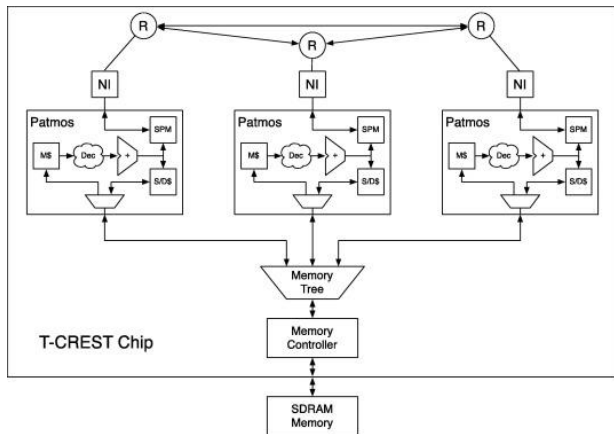 R
R
R
NI
NI
NI
Patmos
SPM
M$
Dec
+
S/D$
Patmos
SPM
M$
Dec
+
S/D$
Patmos
SPM
M$
Dec
+
S/D$
Memory
Tree
Memory
Controller
T-CREST Chip
SDRAM
Memory